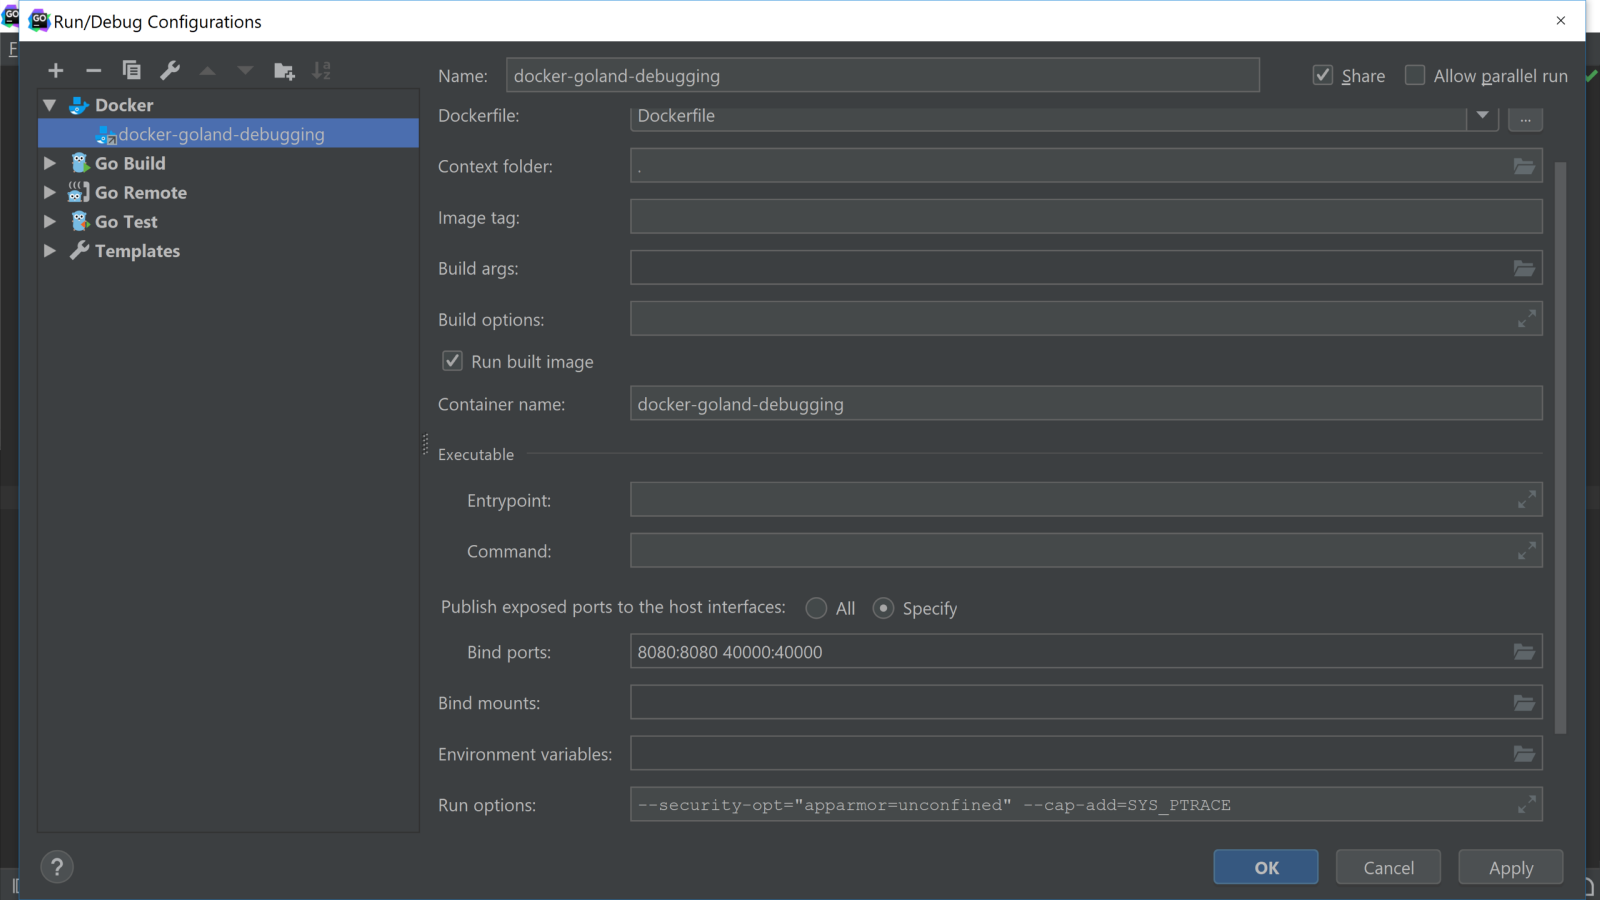 GO
GO Run/Debug Configurations
F
Name: docker-goland-debugging Share Allow parallel run
Docker
docker-goland-debugging
Go Build
Go Remote
Go Test
Templates
Dockerfile: Dockerfile ...
Context folder: .
Image tag:
Build args:
Build options:
Run built image
Container name: docker-goland-debugging
Executable
Entrypoint:
Command:
Publish exposed ports to the host interfaces: All Specify
Bind ports: 8080:8080 40000:40000
Bind mounts:
Environment variables:
Run options: --security-opt="apparmor=unconfined" --cap-add=SYS_PTRACE
? OK Cancel Apply